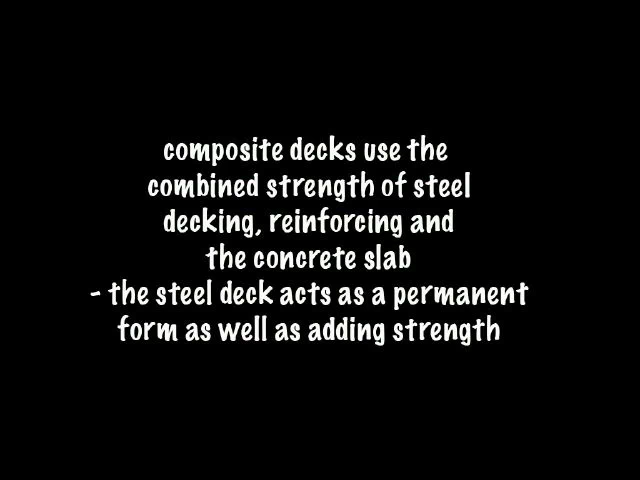 composite decks use the
combined strength of steel
decking, reinforcing and
the concrete slab
- the steel deck acts as a permanent
form as well as adding strength